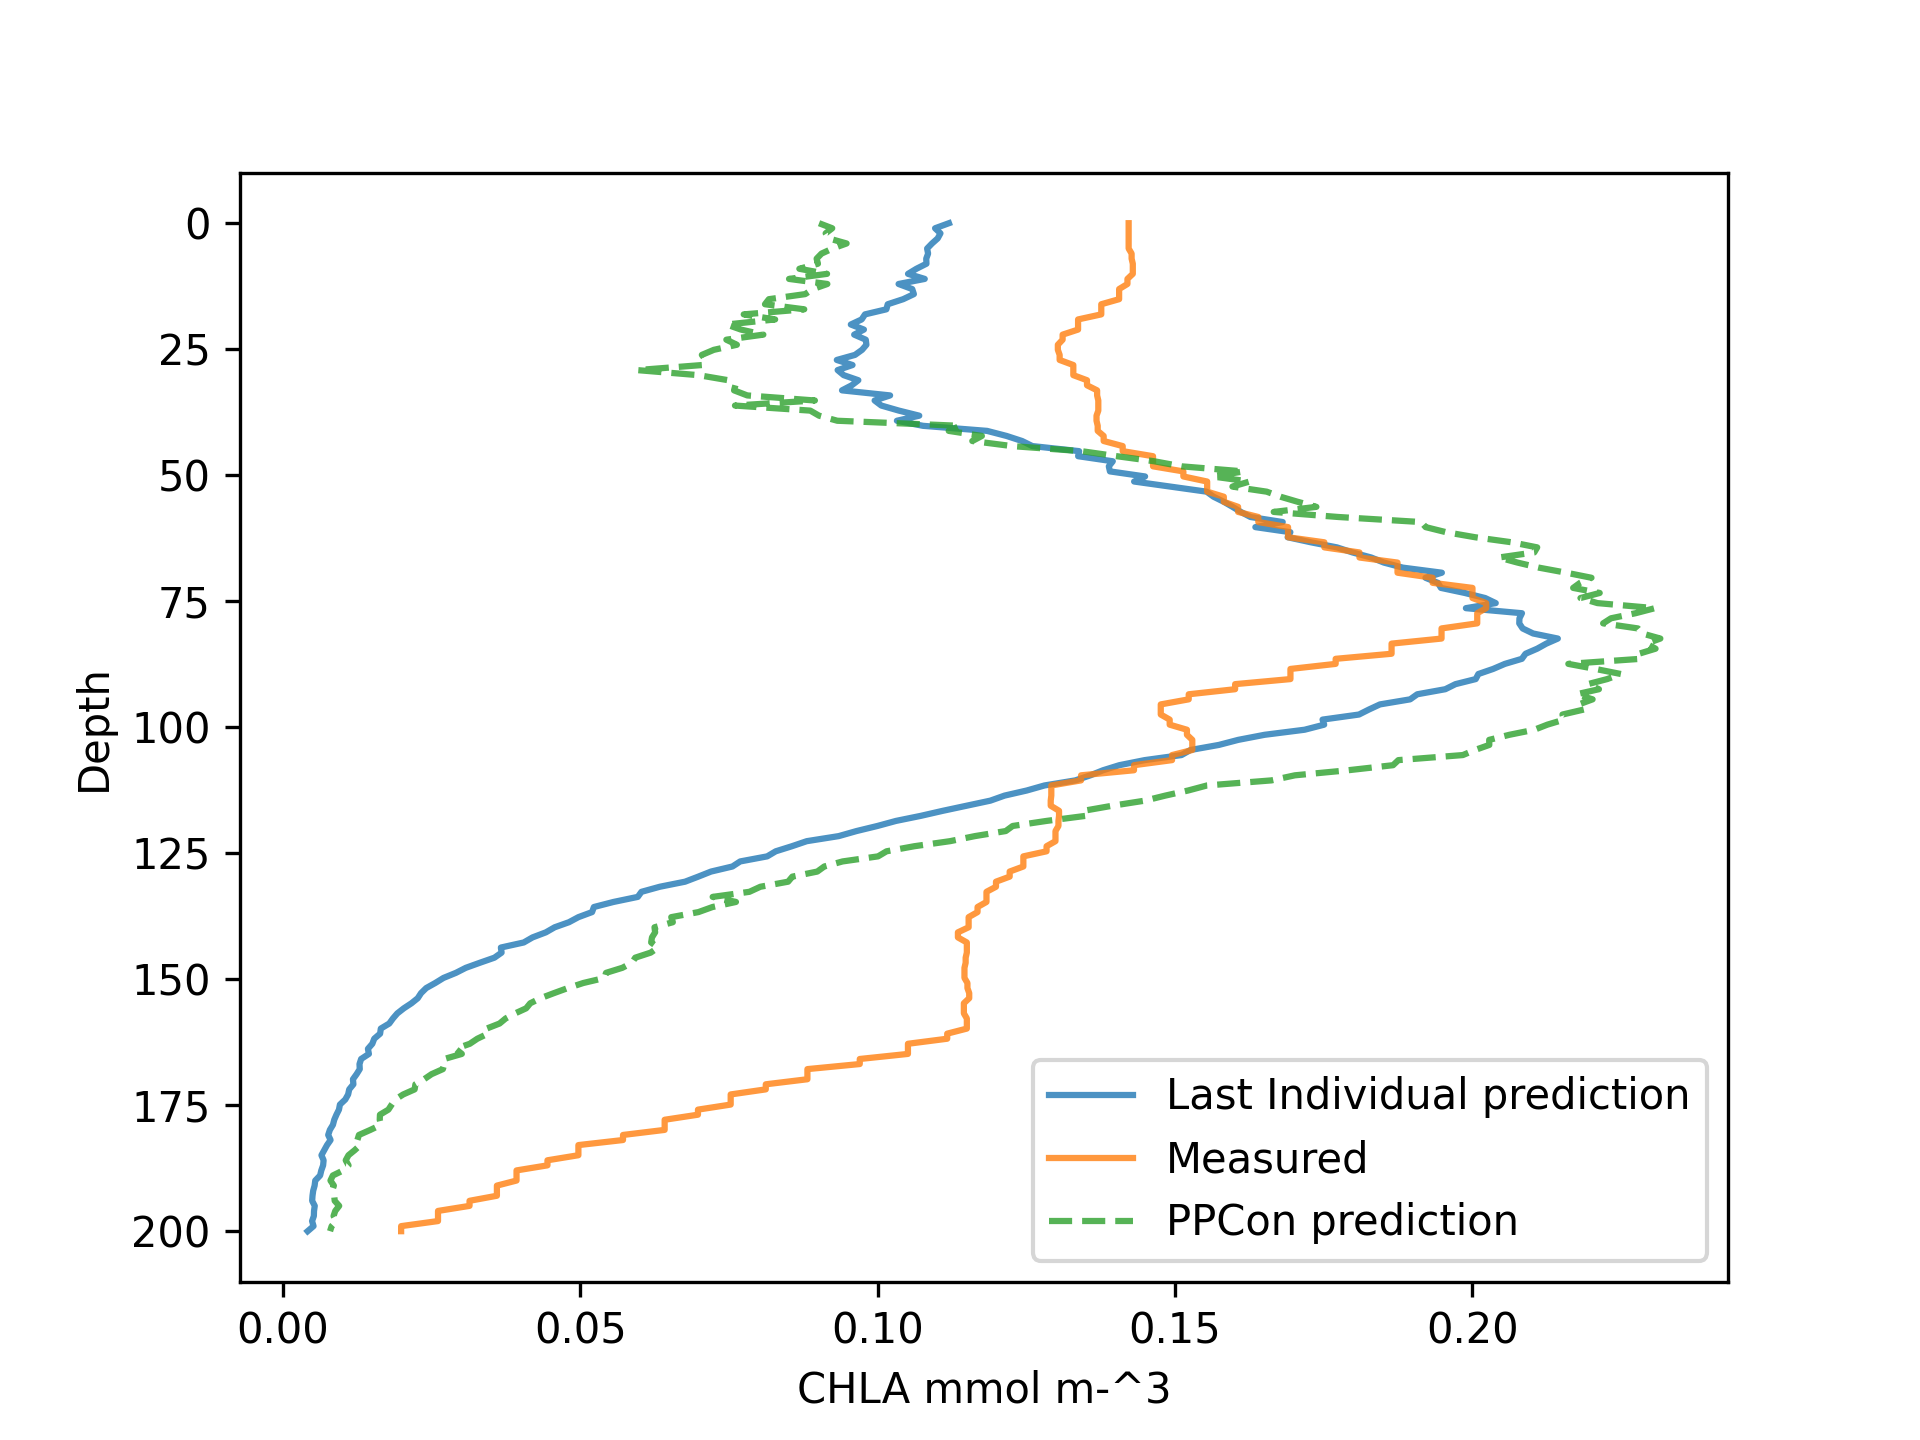 0
25
50
75
100
125
150
175
200
Depth
0.00 0.05 0.10 0.15 0.20
CHLA mmol m-^3
Last Individual prediction
Measured
PPCon prediction